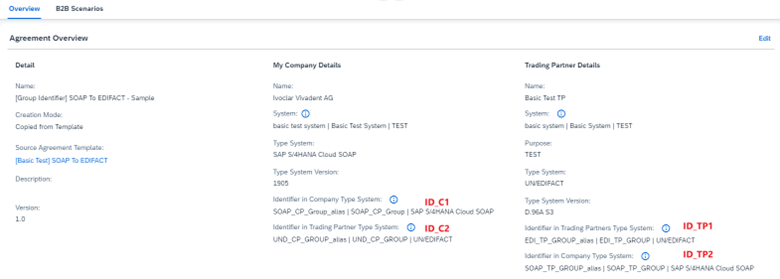 Overview B2B Scenarios
Agreement Overview
Edit
Detail
Name:
[Group Identifier] SOAP To EDIFACT - Sample
Creation Mode:
Copied from Template
Source Agreement Template:
[Basic Test] SOAP To EDIFACT
Description:
Version:
1.0
My Company Details
Name:
Ivoclar Vivadent AG
System:
basic test system | Basic Test System | TEST
Type System:
SAP S/4HANA Cloud SOAP
Type System Version:
1905
Identifier in Company Type System: ID_C1
SOAP_CP_Group_alias | SOAP_CP_Group | SAP S/4HANA Cloud SOAP
Identifier in Trading Partner Type System: ID_C2
UND_CP_GROUP_alias | UND_CP_GROUP | UN/EDIFACT
Trading Partner Details
Name:
Basic Test TP
System:
basic system | Basic System | TEST
Purpose:
TEST
Type System:
UN/EDIFACT
Type System Version:
D.96A S3
Identifier in Trading Partners Type System: ID_TP1
EDI_TP_GROUP_alias | EDI_TP_GROUP | UN/EDIFACT
Identifier in Company Type System: ID_TP2
SOAP_TP_GROUP_alias | SOAP_TP_GROUP | SAP S/4HANA Cloud SOAP